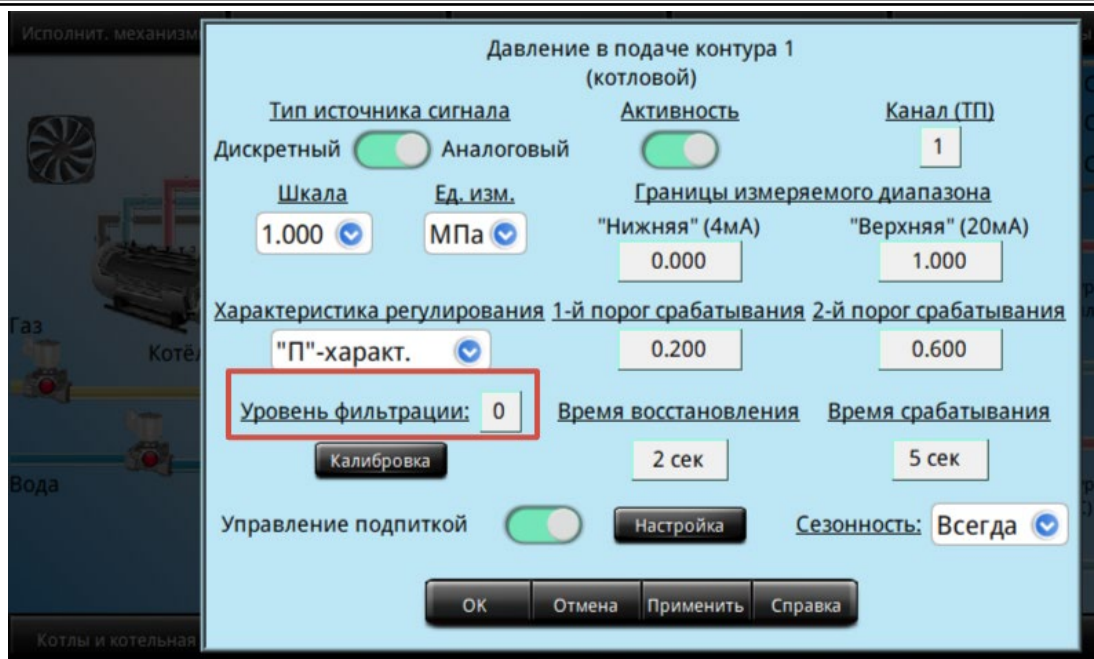 Исполнит. механизм
Давление в подаче контура 1
(котловой)
Тип источника сигнала
Активность
Канал (ТП)
Дискретный
Аналоговый
1
Шкала
Ед. изм.
Границы измеряемого диапазона
1.000
МПа
"Нижняя" (4мА)
"Верхняя" (20мА)
0.000
1.000
Характеристика регулирования
1-й порог срабатывания
2-й порог срабатывания
Газ
Котё
"П"-характ.
0.200
0.600
Уровень фильтрации:
0
Время восстановления
Время срабатывания
Калибровка
2 сек
5 сек
Вода
Управление подпиткой
Настройка
Сезонность:
Всегда
ОК
Отмена
Применить
Справка
Котлы и котельная